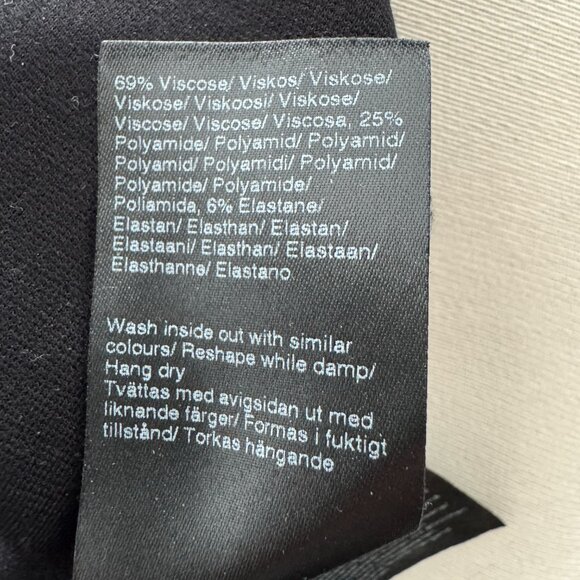 69% Viscose/ Viskos/ Viskose/
Viskose/ Viskoosi/ Viskose/
Viscose/ Viscose/ Viscosa, 25%
Polyamide/ Polyamid/ Polyamid/
Polyamid/ Polyamidi/ Polyamid/
Polyamide/ Polyamide/
Poliamida, 6% Elastane/
Elastan/ Elasthan/ Elastan/
Elastaani/ Elasthan/ Elastaan/
Élasthanne/ Elastano
Wash inside out with similar
colours/ Reshape while damp/
Hang dry
Tvättas med avigsidan ut med
liknande färger/ Formas i fuktigt
tillstånd/ Torkas hängande